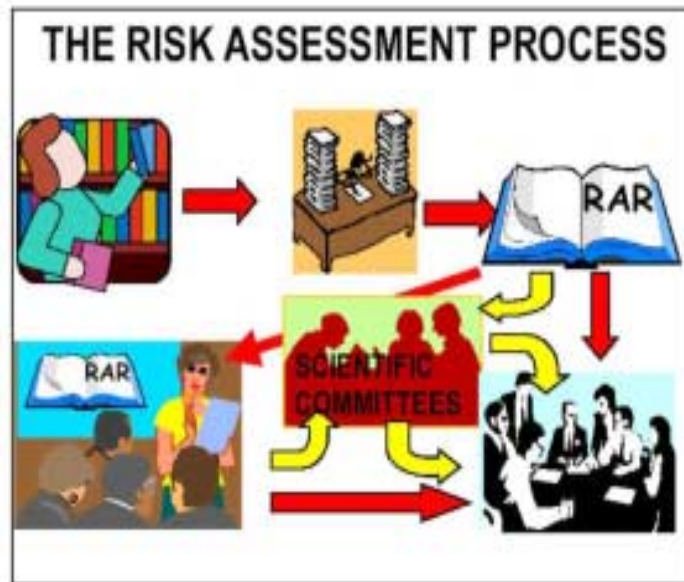 THE RISK ASSESSMENT PROCESS
RAR
RAR
SCIENTIFIC
COMMITTEES